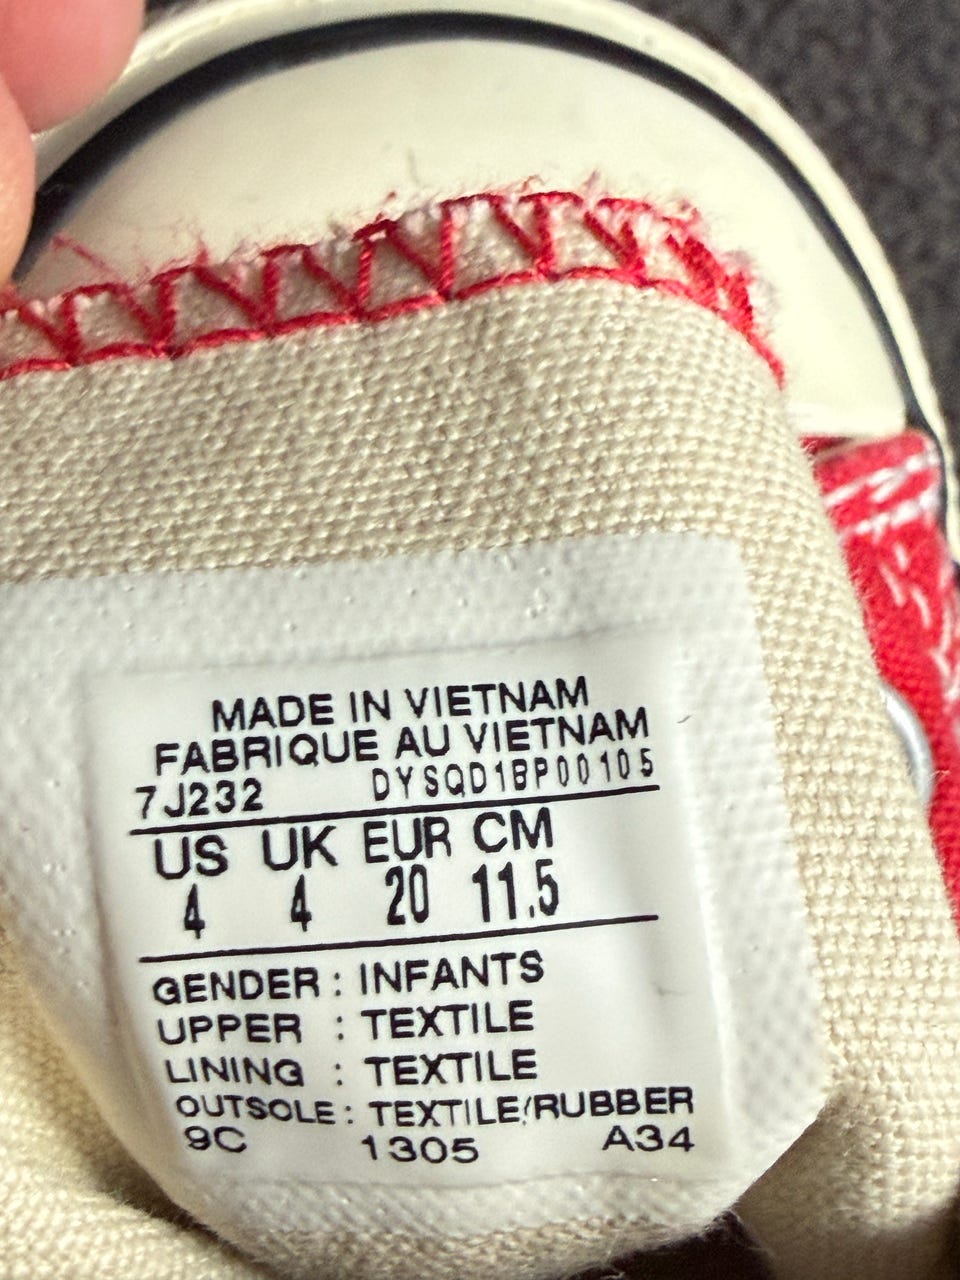 MADE IN VIETNAM
FABRIQUE AU VIETNAM
7J232 DYSQD1BP00105
US UK EUR CM
4 4 20 11.5
GENDER : INFANTS
UPPER : TEXTILE
LINING : TEXTILE
OUTSOLE : TEXTILE/RUBBER
9C 1305 A34